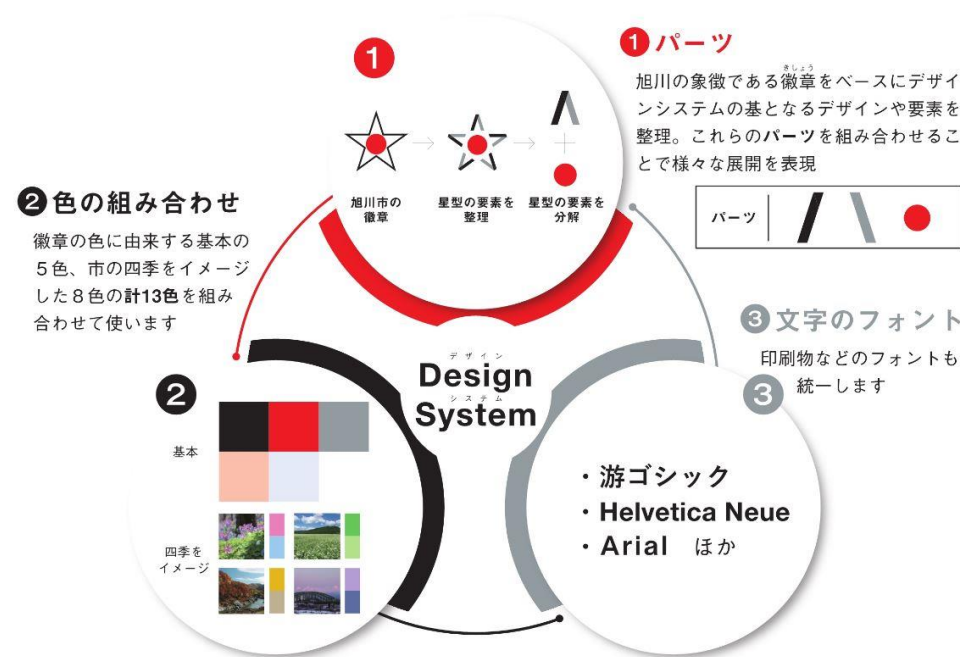 1
旭川市の
徽章
星型の要素を
整理
星型の要素を
分解
1 パーツ
きしょう
旭川の象徴である徽章をベースにデザイ
ンシステムの基となるデザインや要素を
整理。これらのパーツを組み合わせるこ
とで様々な展開を表現
パーツ
2 色の組み合わせ
徽章の色に由来する基本の
5色、市の四季をイメージ
した8色の計13色を組み
合わせて使います
デザイン
Design
システム
System
3 文字のフォント
印刷物などのフォントも
統一します
2
基本
四季を
イメージ
3
・游ゴシック
・Helvetica Neue
・Arial ほか